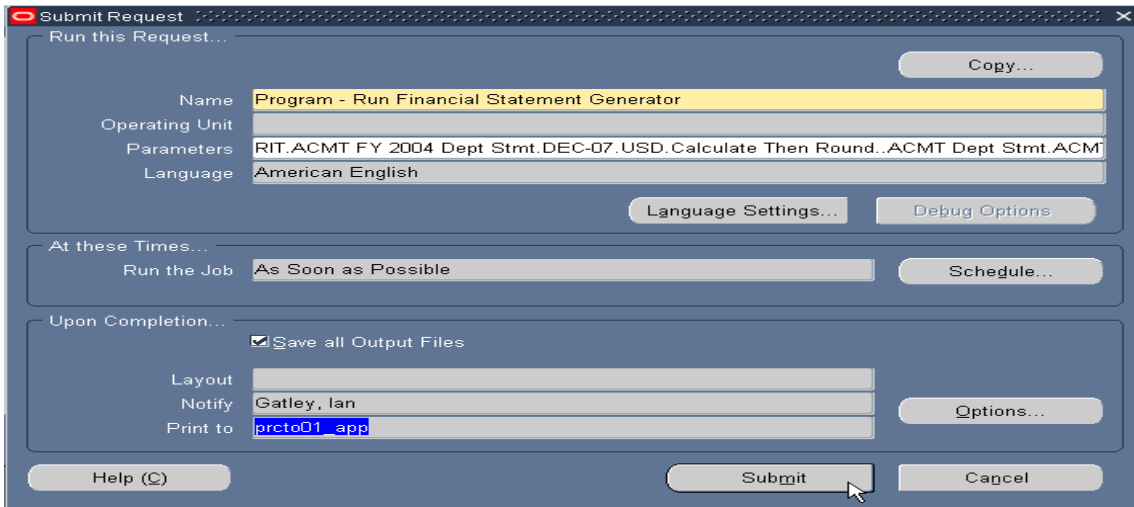 Submit Request
Run this Request...
Copy...
Name Program - Run Financial Statement Generator
Operating Unit
Parameters RIT.ACMT FY 2004 Dept Stmt.DEC-07.USD.Calculate Then Round..ACMT Dept Stmt.ACMT
Language American English
Language Settings... Debug Options
At these Times...
Run the Job As Soon as Possible Schedule...
Upon Completion...
Save all Output Files
Layout
Notify Gatley, Ian
Options...
Print to prcto01_app
Help (C) Submit Cancel